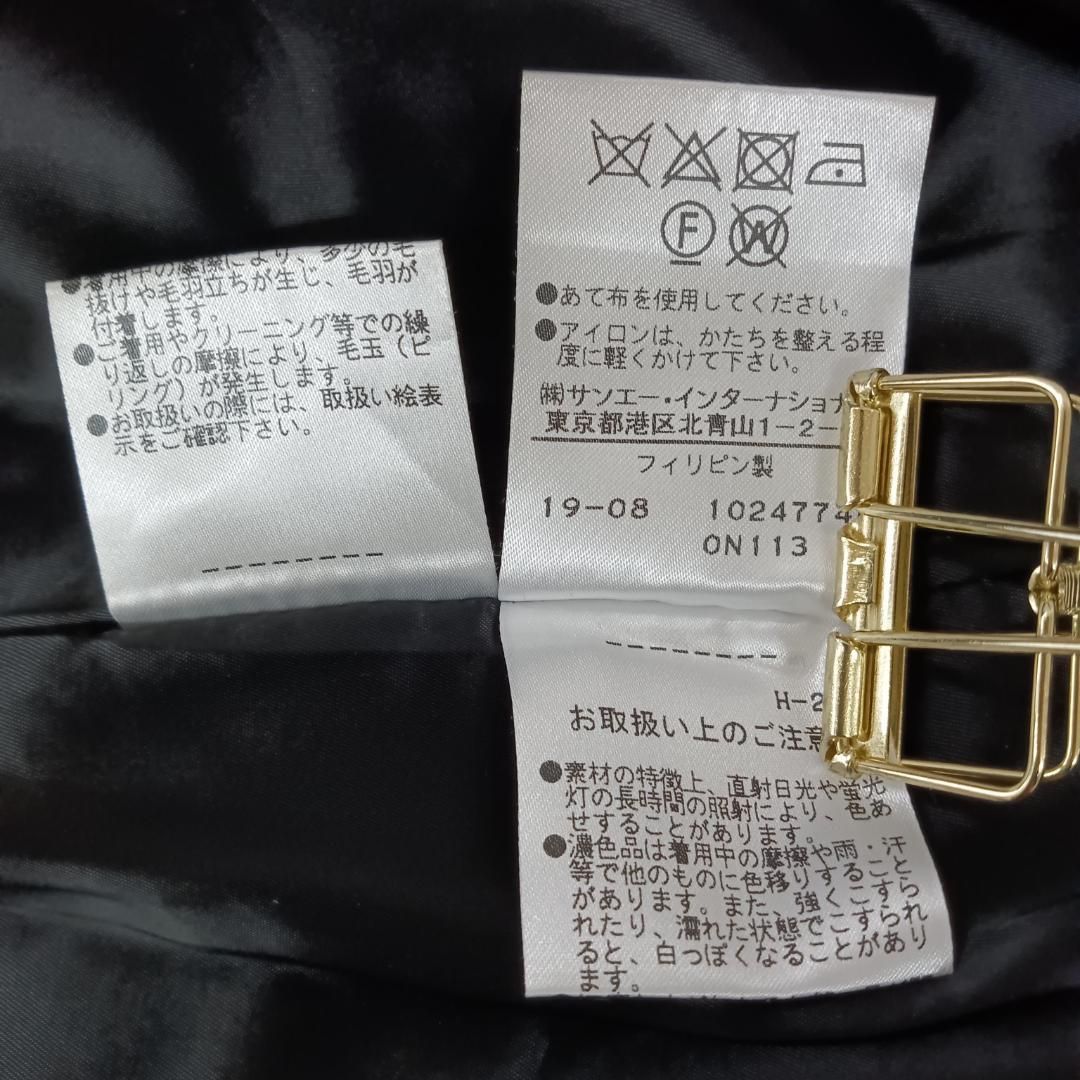 ●着用中の摩擦により、多少の毛
抜けや毛羽立ちが生じ、毛羽が
付着します。
●ご着用やクリーニング等での繰
り返しの摩擦により、毛玉（ピ
リング）が発生します。
●お取扱いの際には、取扱い絵表
示をご確認下さい。
--------
F W
●あて布を使用してください。
●アイロンは、かたちを整える程
度に軽くかけて下さい。
㈱サンエー・インターナショナ
東京都港区北青山1-2-
フィリピン製
19-08 1024774
0N113
--------
H-2
お取扱い上のご注意
●素材の特徴上、直射日光や蛍光
灯の長時間の照射により、色あ
せすることがあります。
●濃色品は着用中の摩擦や雨・汗
等で他のものに色移りすること
があります。また、強くこすら
れたり、濡れた状態でこすられ
ると、白っぽくなることがあり
ます。